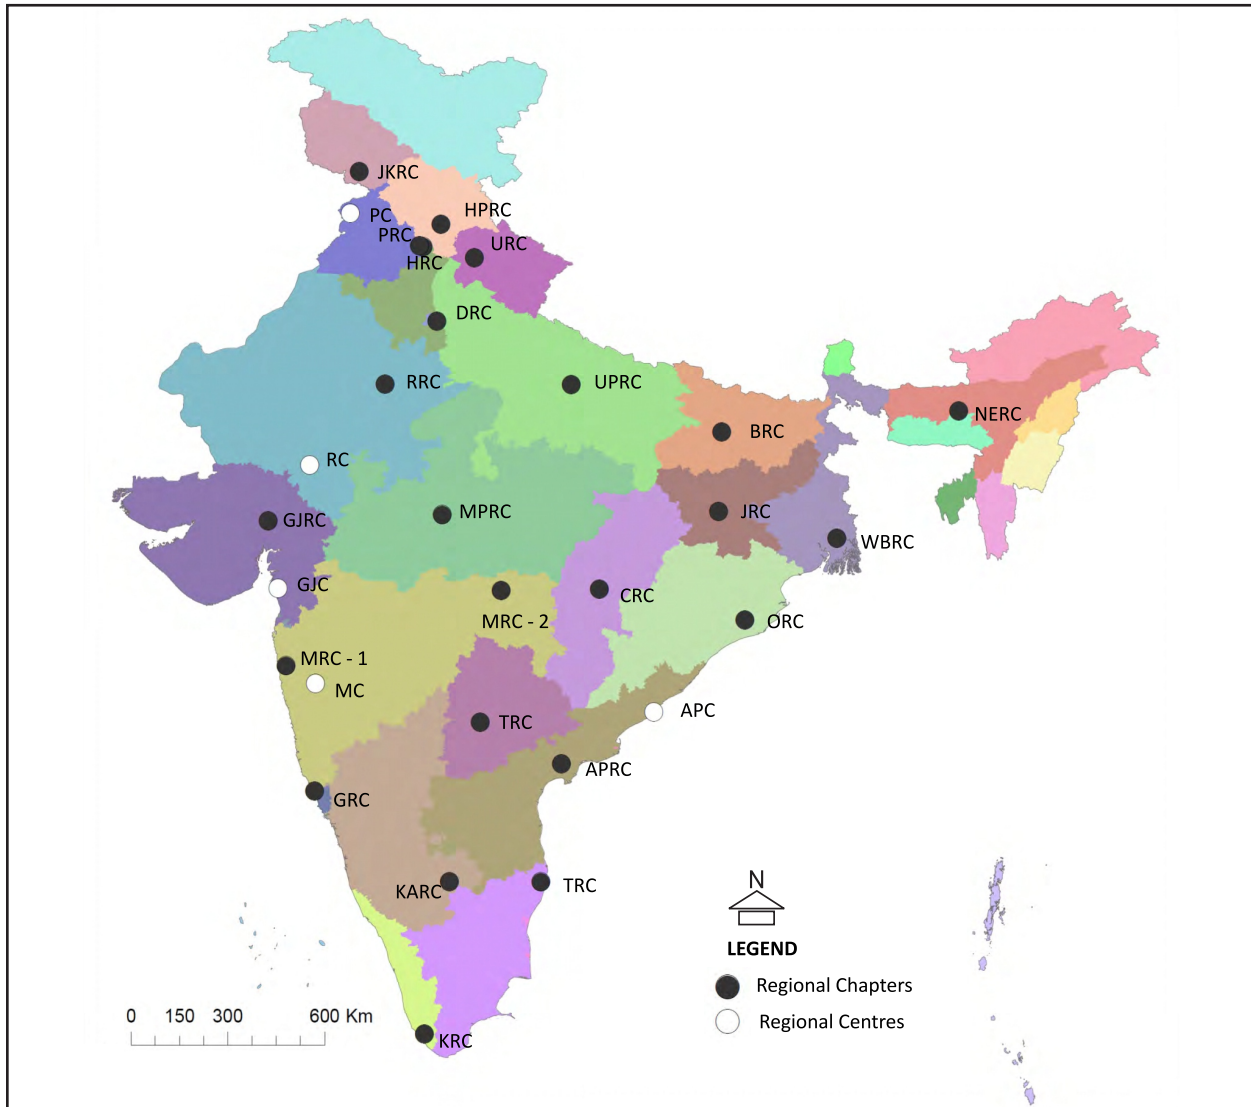 JKRC
PC
HPRC
PRC
URC
HRC
DRC
RRC
UPRC
NERC
BRC
RC
GJRC
MPRC
JRC
WBRC
GJC
CRC
MRC - 2
ORC
MRC - 1
MC
APC
TRC
APRC
GRC
KARC
TRC
KRC
N
LEGEND
Regional Chapters
Regional Centres
0 150 300 600 Km